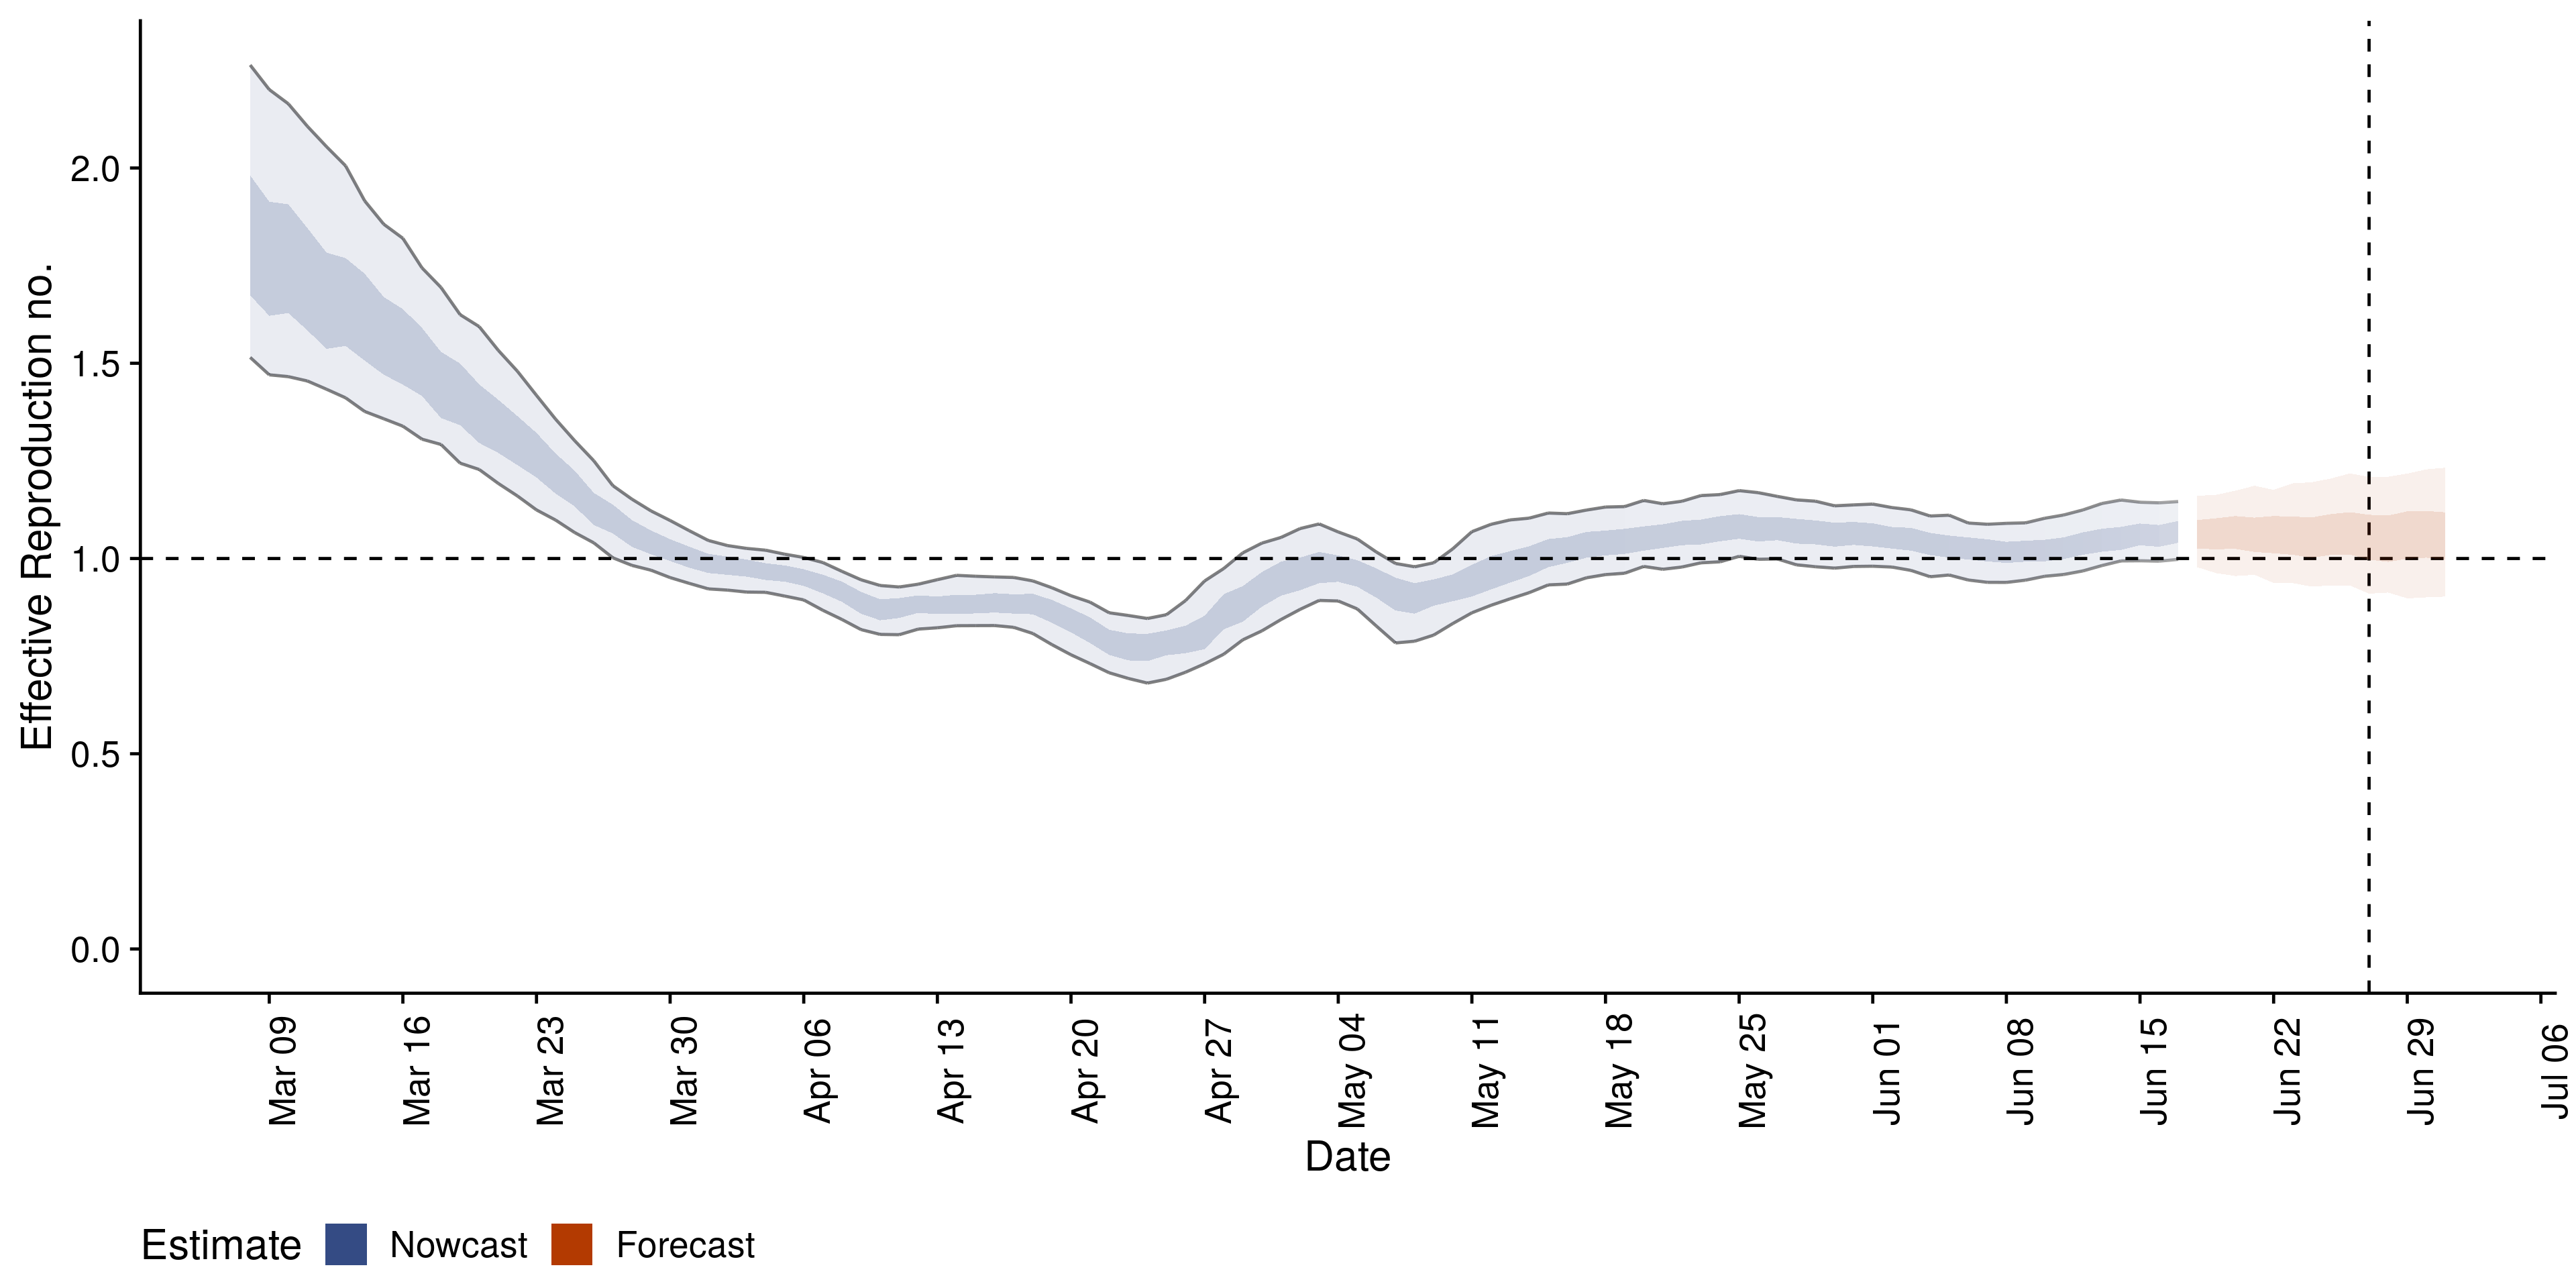 Effective Reproduction no.
2.0
1.5
1.0
0.5
0.0
Mar 09
Mar 16
Mar 23
Mar 30
Apr 06
Apr 13
Apr 20
Apr 27
May 04
May 11
May 18
May 25
Jun 01
Jun 08
Jun 15
Jun 22
Jun 29
Jul 06
Date
Estimate Nowcast Forecast